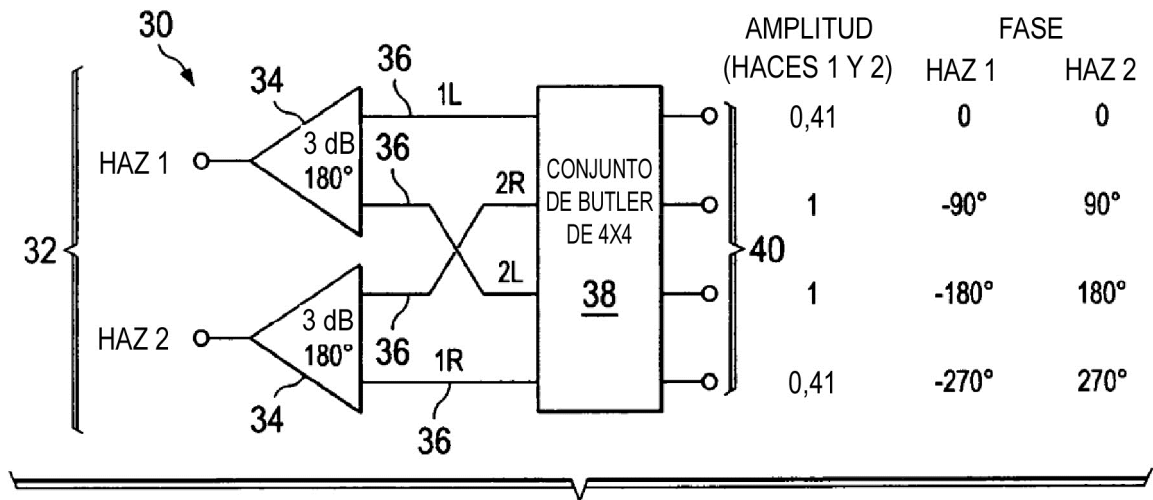 30
AMPLITUD
(HACES 1 Y 2)
FASE
HAZ 1
HAZ 2
34
36
1L
0,41
0
0
3 dB
180°
HAZ 1
36
2R
CONJUNTO
DE BUTLER
DE 4X4
38
1
-90°
90°
32
40
2L
1
-180°
180°
HAZ 2
3 dB
180°
36
1R
34
36
0,41
-270°
270°